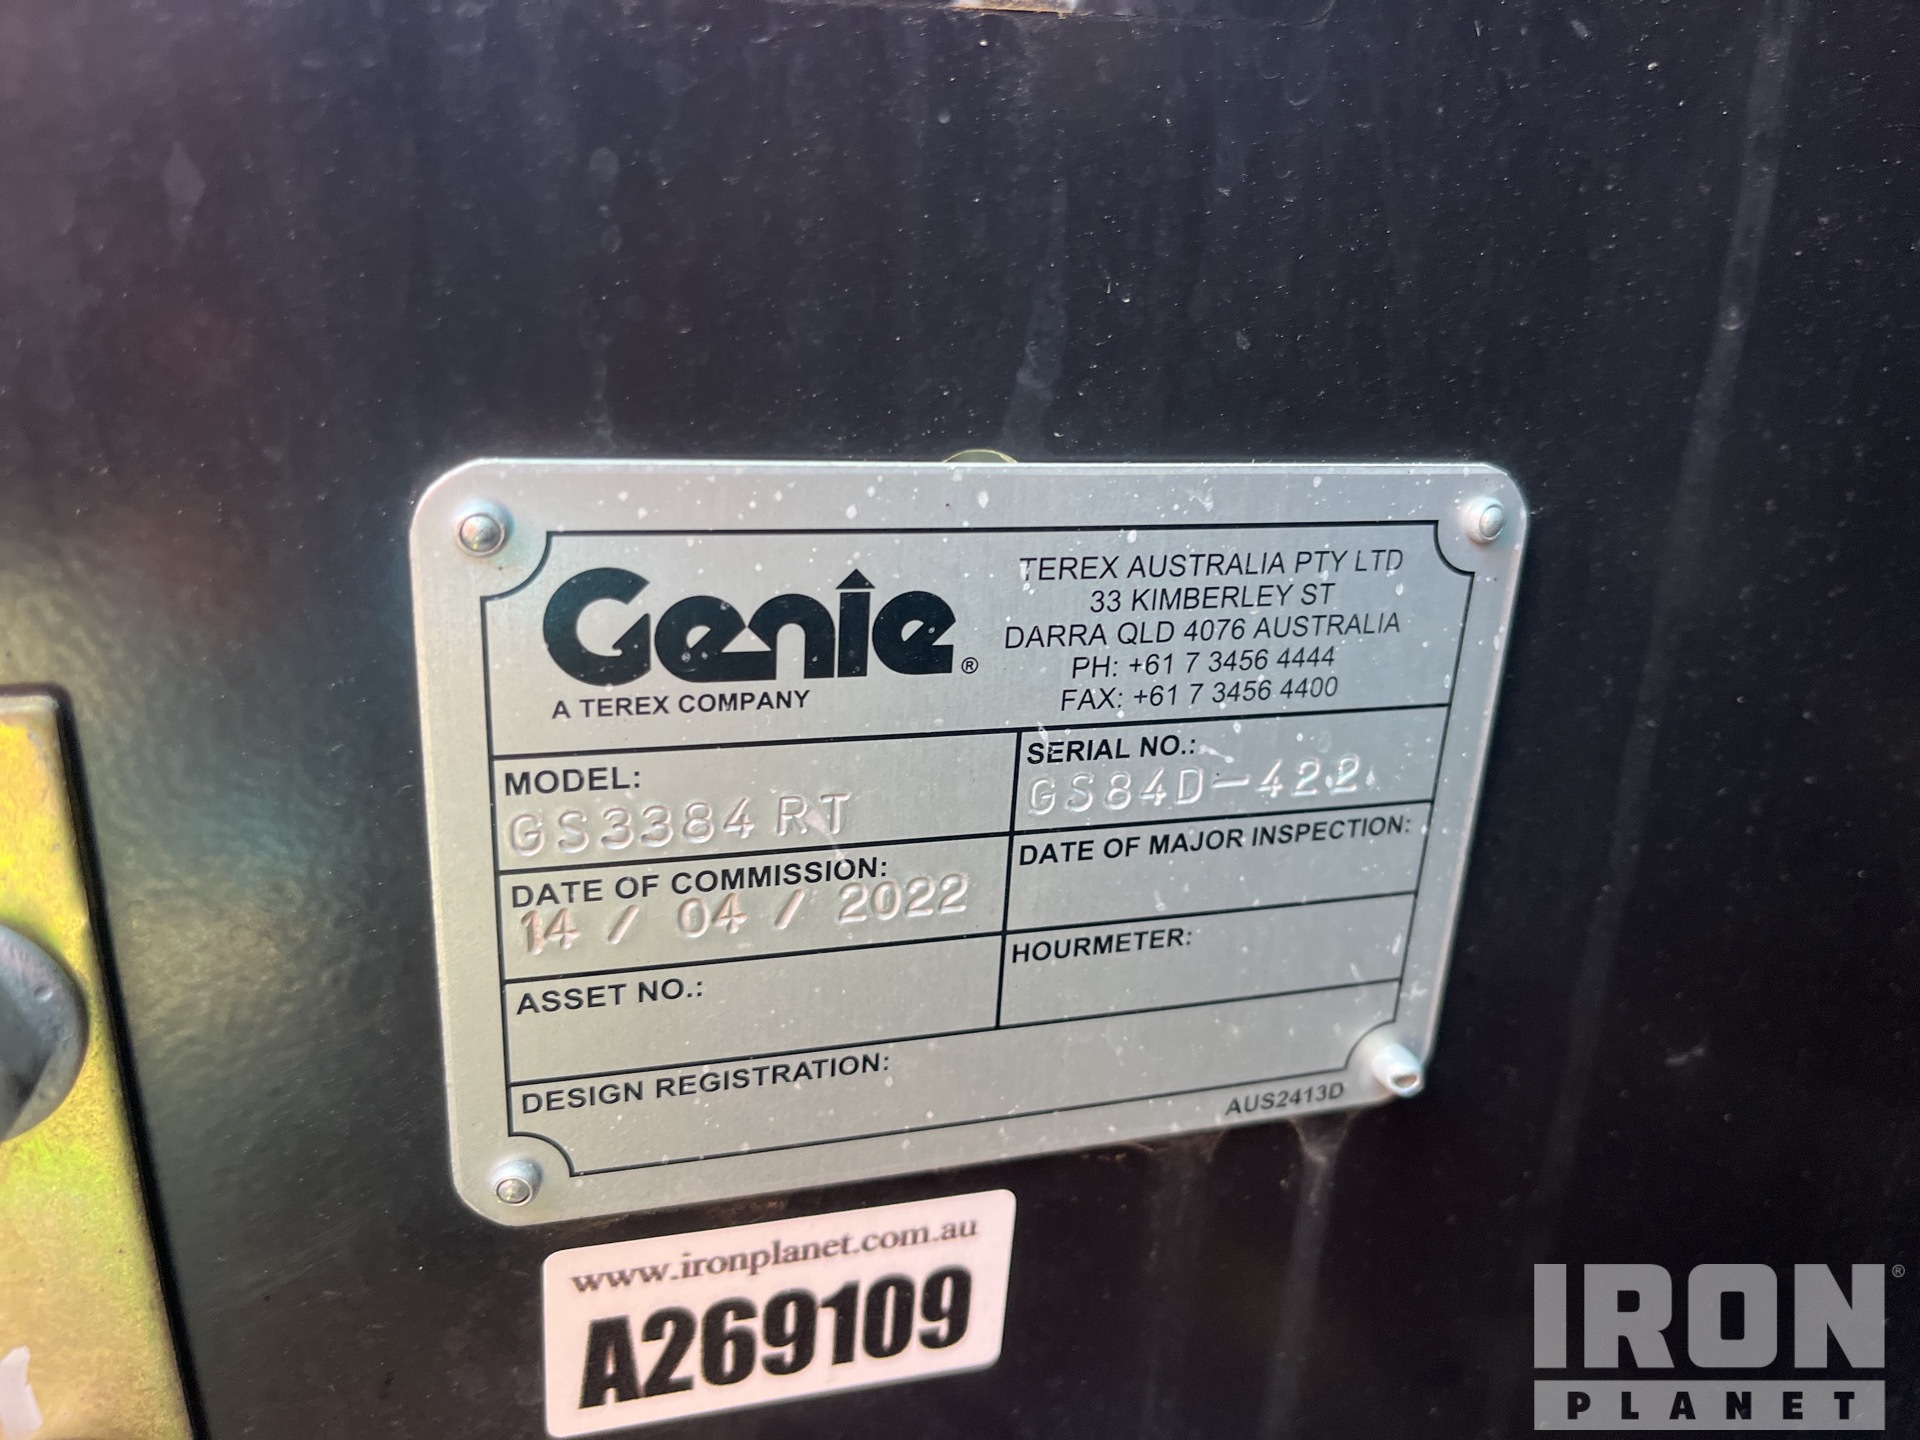 Genie®
A TEREX COMPANY
TEREX AUSTRALIA PTY LTD
33 KIMBERLEY ST
DARRA QLD 4076 AUSTRALIA
PH: +61 7 3456 4444
FAX: +61 7 3456 4400
MODEL:
GS3384 RT
SERIAL NO.:
GS84D-422
DATE OF COMMISSION:
14 / 04 / 2022
DATE OF MAJOR INSPECTION:
ASSET NO.:
HOURMETER:
DESIGN REGISTRATION:
AUS2413D
www.ironplanet.com.au
A269109
IRON®
PLANET